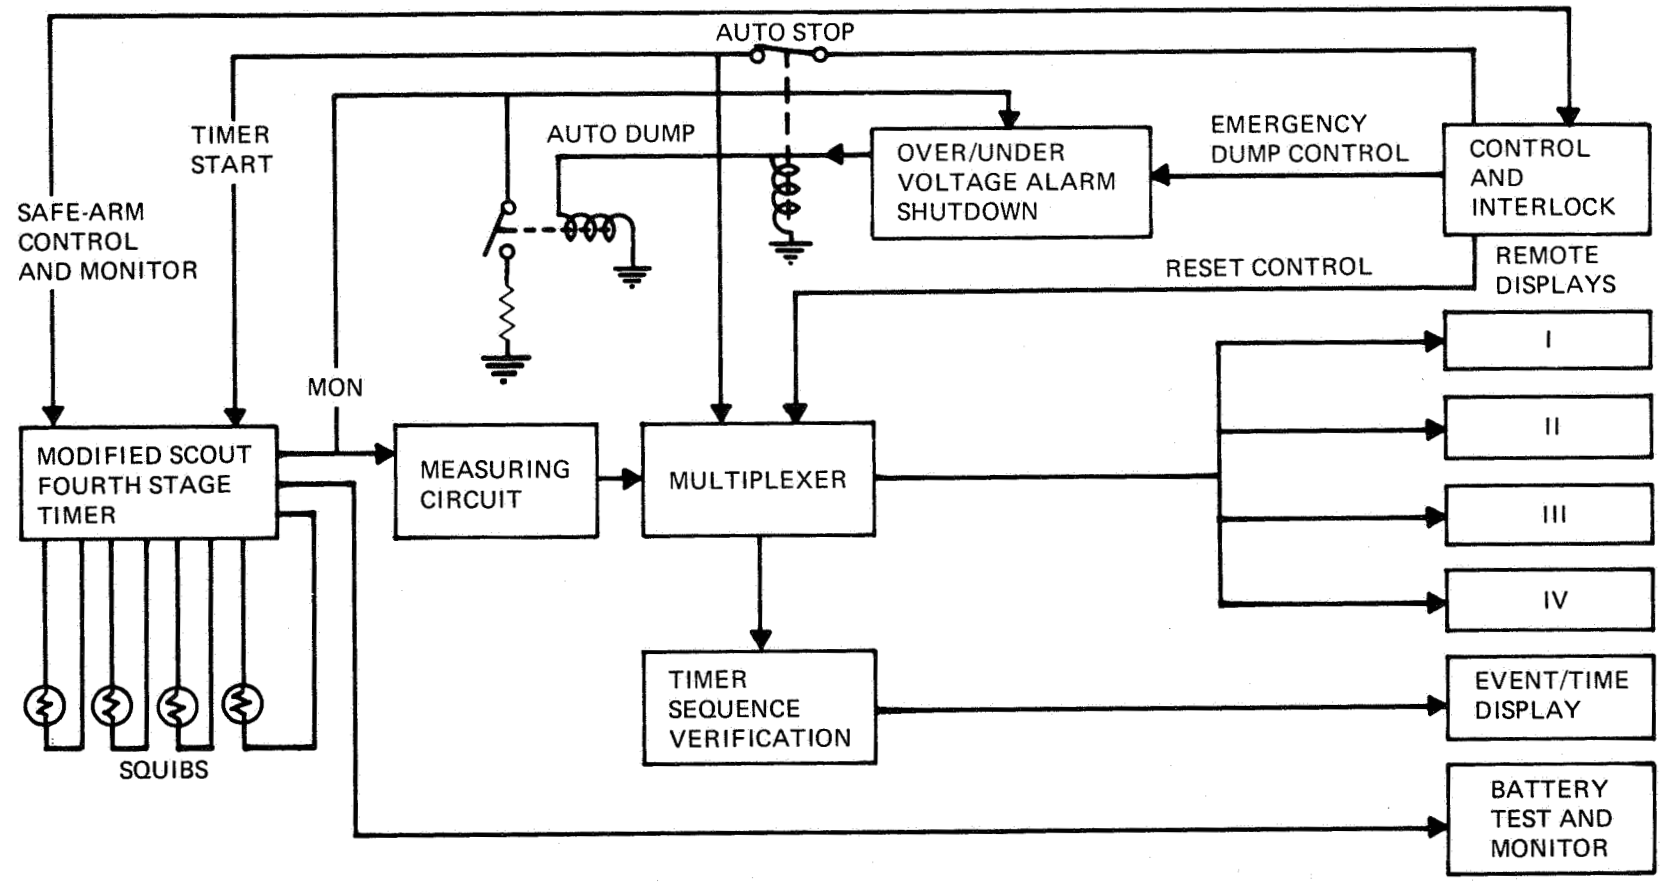 AUTO STOP
TIMER
START
AUTO DUMP
EMERGENCY
DUMP CONTROL
OVER/UNDER
VOLTAGE ALARM
SHUTDOWN
CONTROL
AND
INTERLOCK
SAFE-ARM
CONTROL
AND MONITOR
RESET CONTROL
REMOTE
DISPLAYS
I
MON
II
MODIFIED SCOUT
FOURTH STAGE
TIMER
MEASURING
CIRCUIT
MULTIPLEXER
III
IV
TIMER
SEQUENCE
VERIFICATION
EVENT/TIME
DISPLAY
SQUIBS
BATTERY
TEST AND
MONITOR